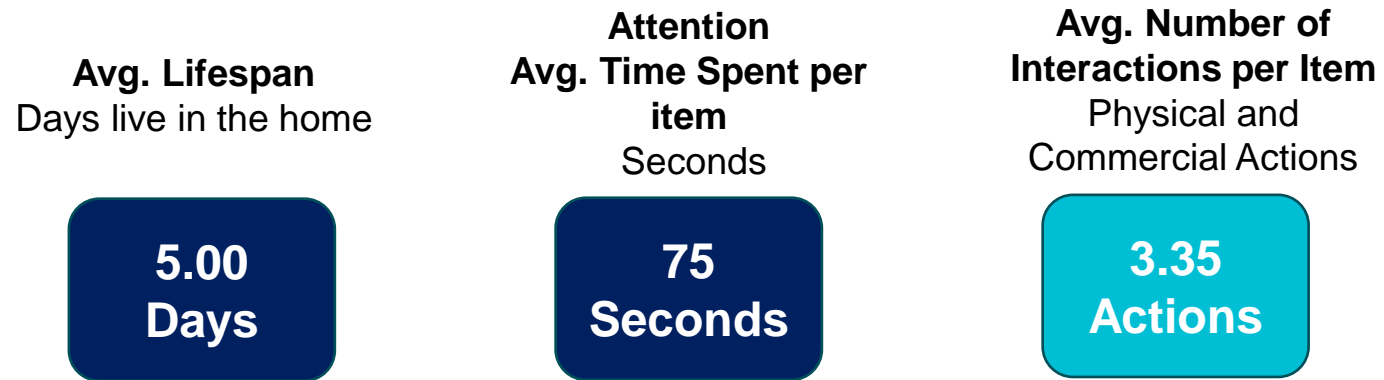 Avg. Lifespan
Days live in the home
5.00
Days
Attention
Avg. Time Spent per
item
Seconds
75
Seconds
Avg. Number of
Interactions per Item
Physical and
Commercial Actions
3.35
Actions